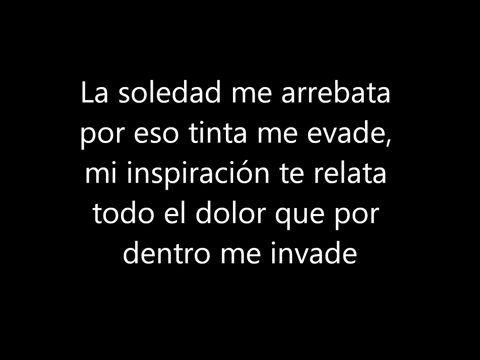 La soledad me arrebata
por eso tinta me evade,
mi inspiración te relata
todo el dolor que por
dentro me invade